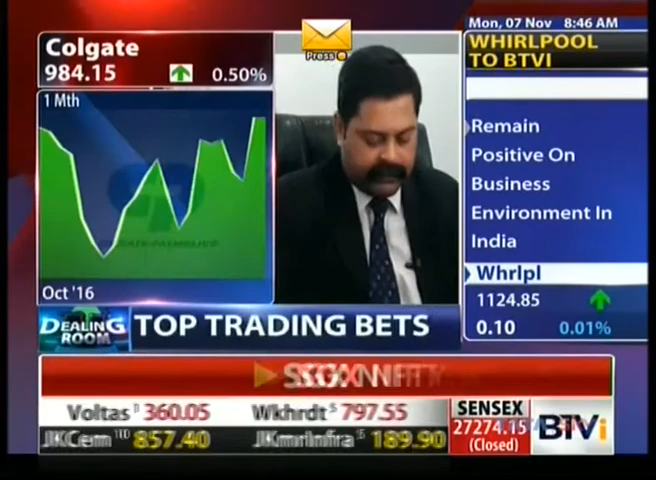 Mon, 07 Nov 8:46 AM
Colgate
984.15 0.50%
Press
WHIRLPOOL
TO BTVI
1 Mth
Remain
Positive On
Business
Environment In
India
COLGATE-PALMOLIVE
Whrlpl
1124.85
0.10 0.01%
Oct '16
DEALING
ROOM
TOP TRADING BETS
Voltas 360.05 Wkhrdt 797.55
JKCem 857.40 JKmrInfra 189.90
SENSEX
27274.15
(Closed)
BTVi